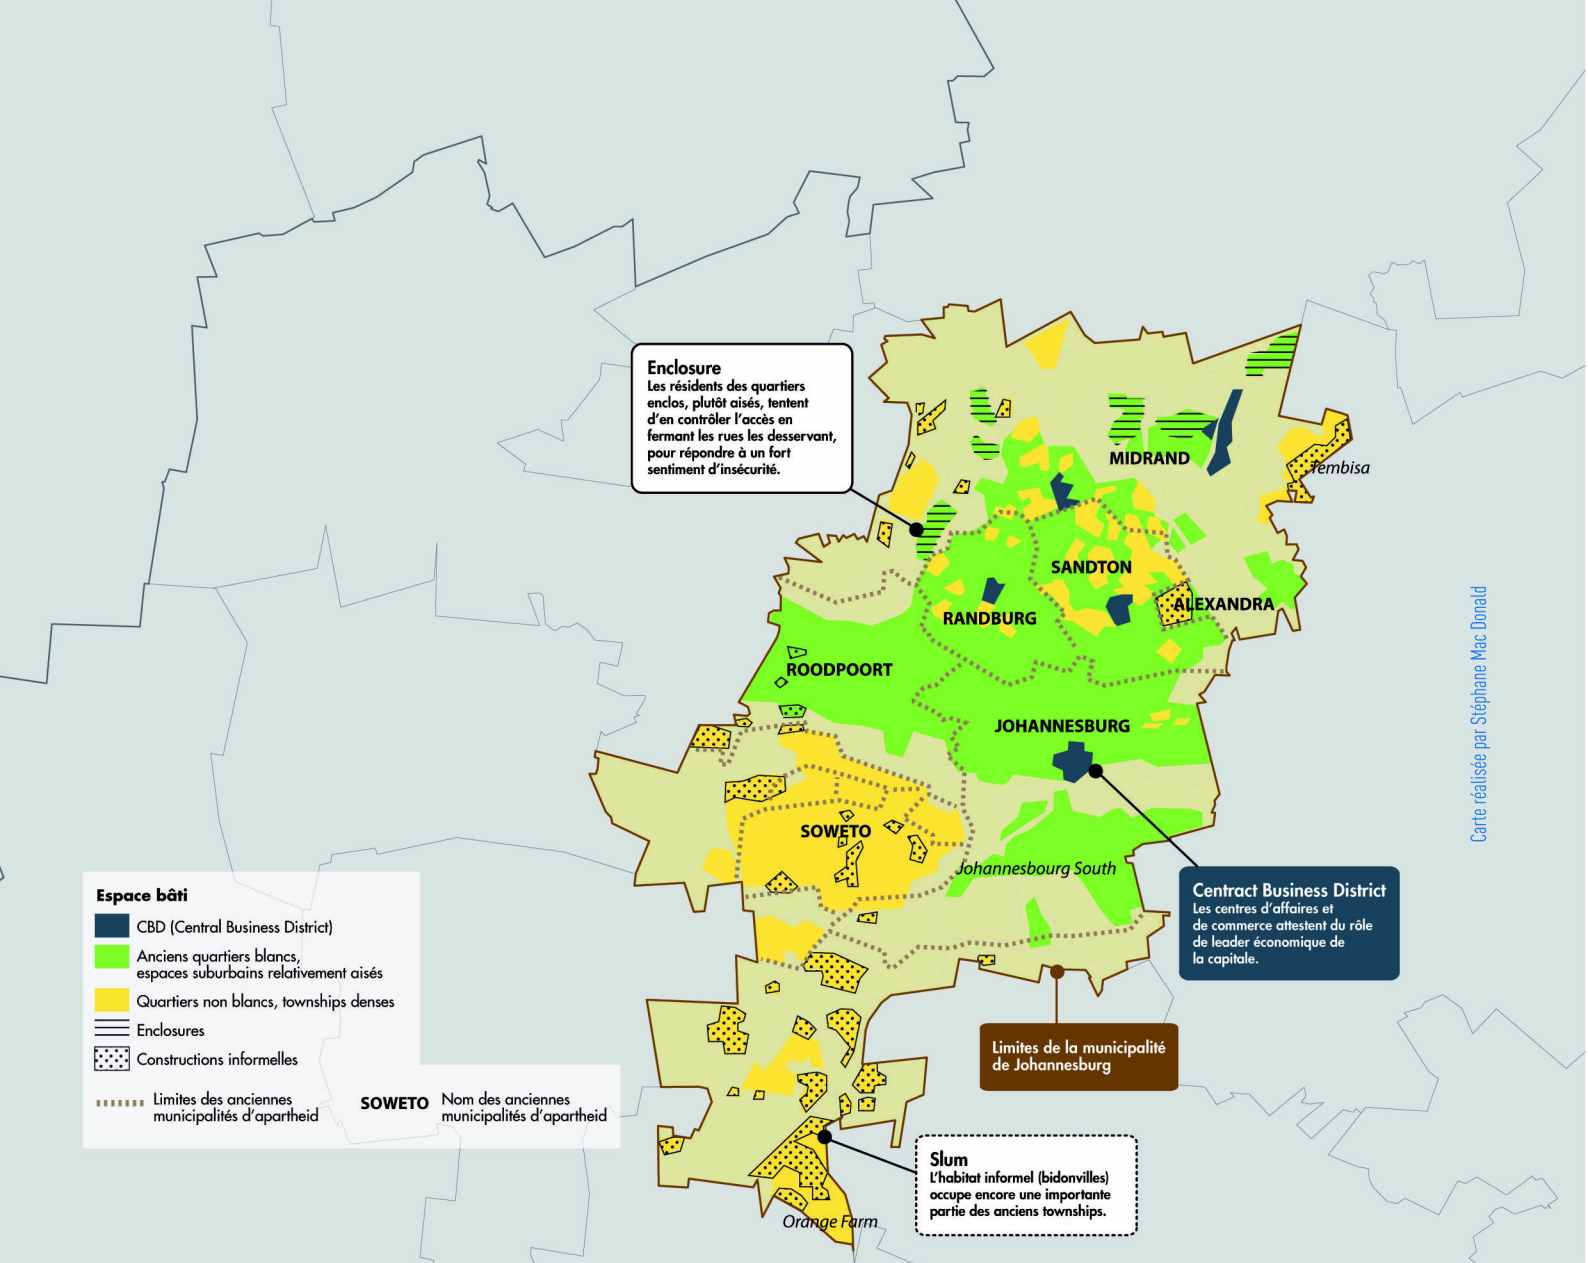 Enclosure
Les résidents des quartiers
enclos, plutôt aisés, tentent
d'en contrôler l'accès en
fermant les rues les desservant,
pour répondre à un fort
sentiment d'insécurité.
MIDRAND
Tembisa
SANDTON
ALEXANDRA
RANDBURG
ROODPOORT
JOHANNESBURG
SOWETO
Johannesbourg South
Orange Farm
Carte réalisée par Stéphane Mac Donald
Centract Business District
Les centres d'affaires et
de commerce attestent du rôle
de leader économique de
la capitale.
Limites de la municipalité
de Johannesburg
Slum
L'habitat informel (bidonvilles)
occupe encore une importante
partie des anciens townships.
Espace bâti
CBD (Central Business District)
Anciens quartiers blancs,
espaces suburbains relativement aisés
Quartiers non blancs, townships denses
Enclosures
Constructions informelles
Limites des anciennes
municipalités d'apartheid
SOWETO
Nom des anciennes
municipalités d'apartheid